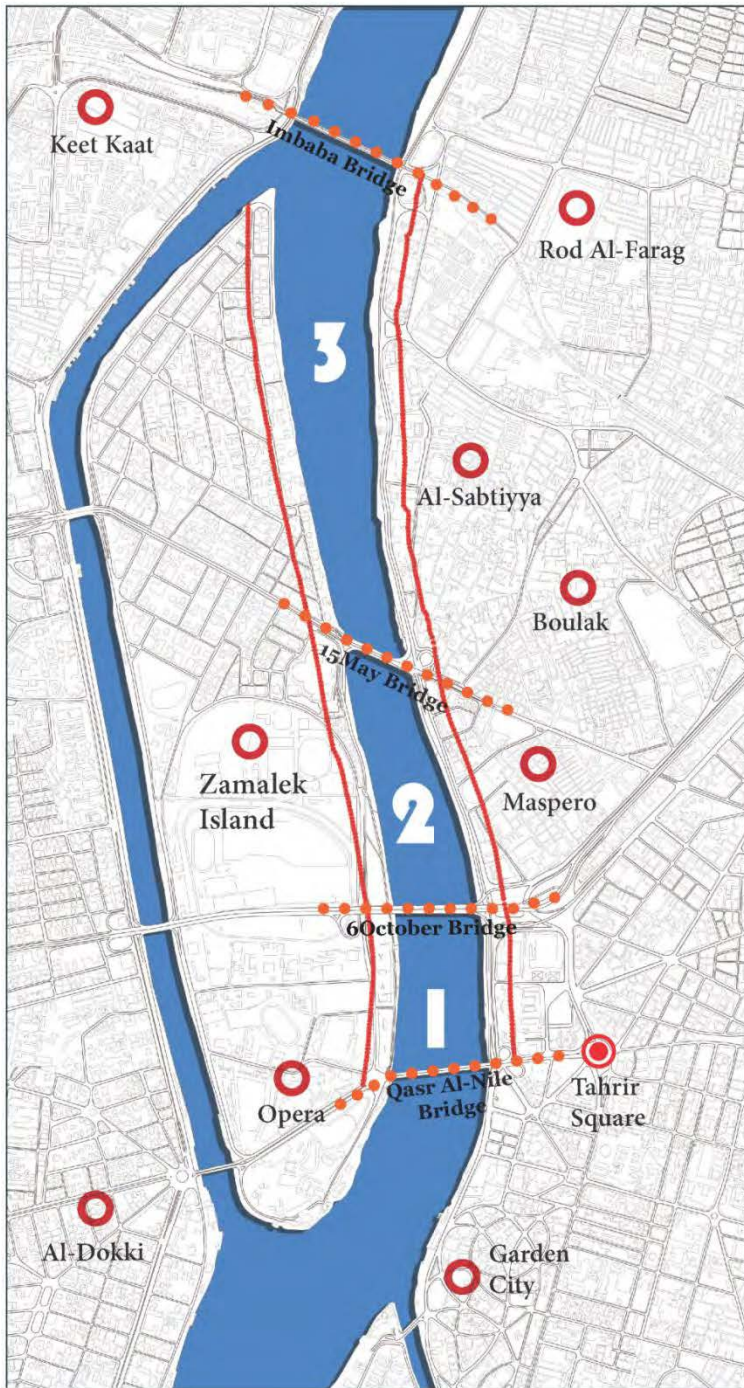 Keet Kaat
Imbaba Bridge
Rod Al-Farag
3
Al-Sabtiyya
Boulak
15May Bridge
Zamalek
Island
Maspero
2
6October Bridge
1
Qasr Al-Nile
Bridge
Opera
Tahrir
Square
Al-Dokki
Garden
City